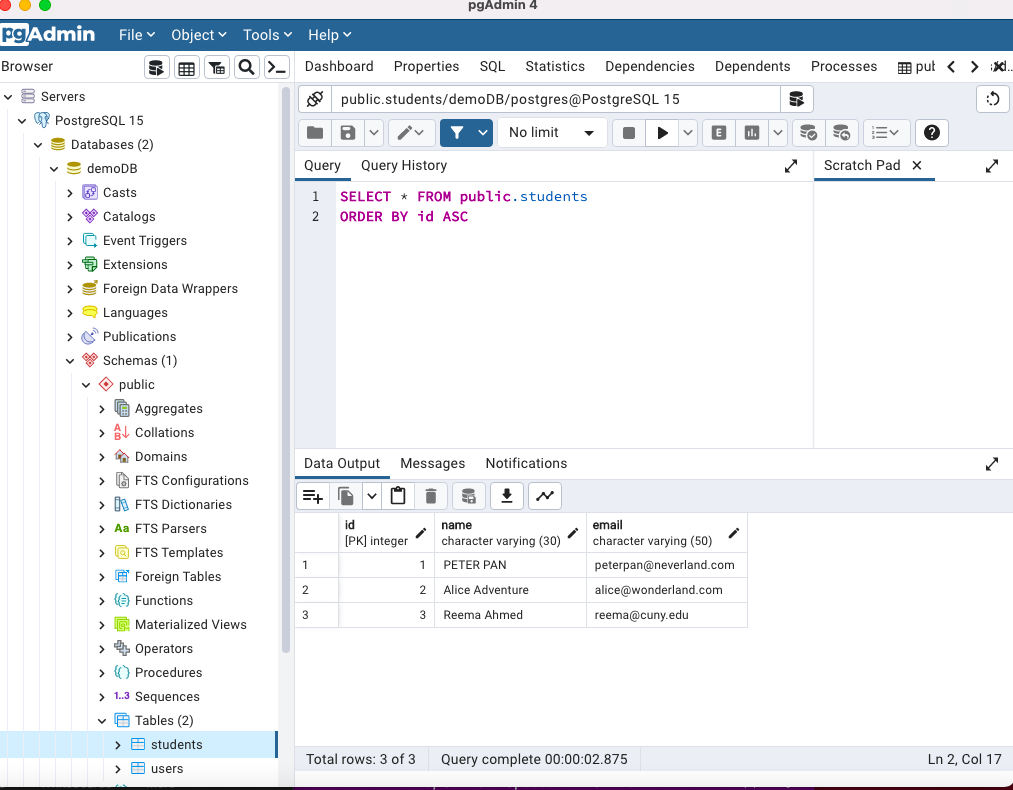 pgAdmin 4
pgAdmin File Object Tools Help
Browser
Dashboard Properties SQL Statistics Dependencies Dependents Processes pub
Servers
PostgreSQL 15
Databases (2)
demoDB
Casts
Catalogs
Event Triggers
Extensions
Foreign Data Wrappers
Languages
Publications
Schemas (1)
public
Aggregates
Collations
Domains
FTS Configurations
FTS Dictionaries
Aa FTS Parsers
FTS Templates
Foreign Tables
Functions
Materialized Views
Operators
Procedures
1..3 Sequences
Tables (2)
students
users
public.students/demoDB/postgres@PostgreSQL 15
No limit
E
Query Query History
Scratch Pad
1 SELECT * FROM public.students
2 ORDER BY id ASC
Data Output Messages Notifications
id name email
[PK] integer character varying (30) character varying (50)
1 1 PETER PAN peterpan@neverland.com
2 2 Alice Adventure alice@wonderland.com
3 3 Reema Ahmed reema@cuny.edu
Total rows: 3 of 3 Query complete 00:00:02.875 Ln 2, Col 17